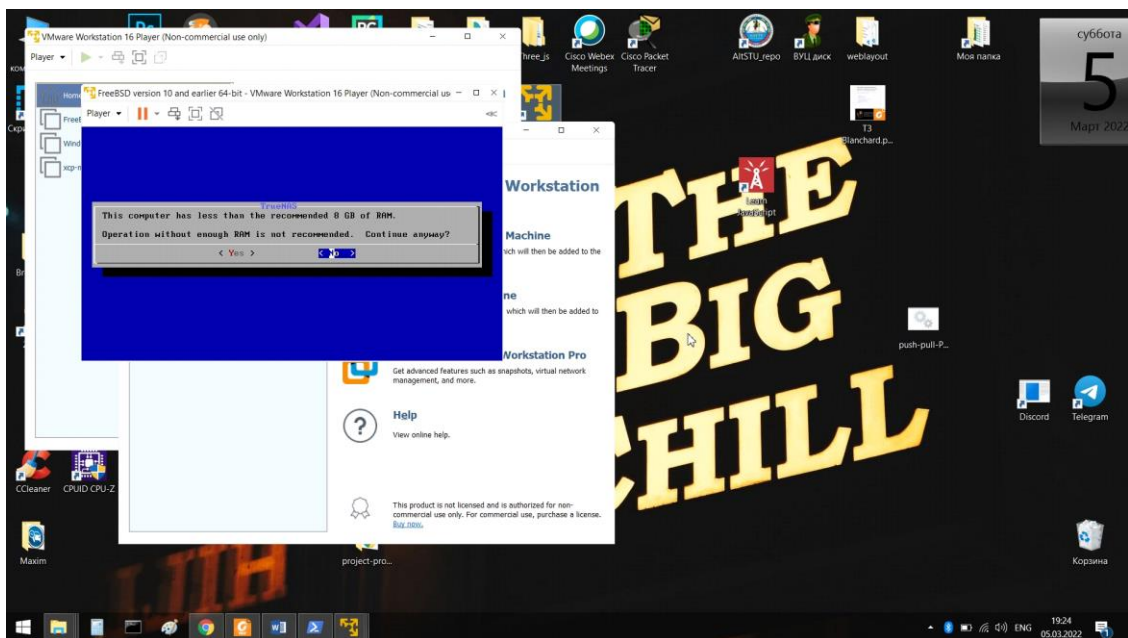 VMware Workstation 16 Player (Non-commercial use only)
Player
Home
FreeBSD version 10 and earlier 64-bit - VMware Workstation 16 Player (Non-commercial us
Player
TrueNAS
This computer has less than the recommended 8 GB of RAM.
Operation without enough RAM is not recommended. Continue anyway?
< Yes >
Workstation
Machine
which will then be added to the
ne
which will then be added to
Workstation Pro
Get advanced features such as snapshots, virtual network
management, and more.
Help
View online help.
This product is not licensed and is authorized for non-
commercial use only. For commercial use, purchase a license.
Buy now.
Three_js
Cisco Webex
Meetings
Cisco Packet
Tracer
AltSTU_repo
ВУЦ диск
weblayout
Моя папка
ТЗ
Blanchard.p...
Learn
JavaScript
push-pull-P...
Discord
Telegram
Корзина
CCleaner
CPUID CPU-Z
Maxim
project-pro...
суббота
5
Март 2022
THE
BIG
CHILL
ENG
19:24
05.03.2022